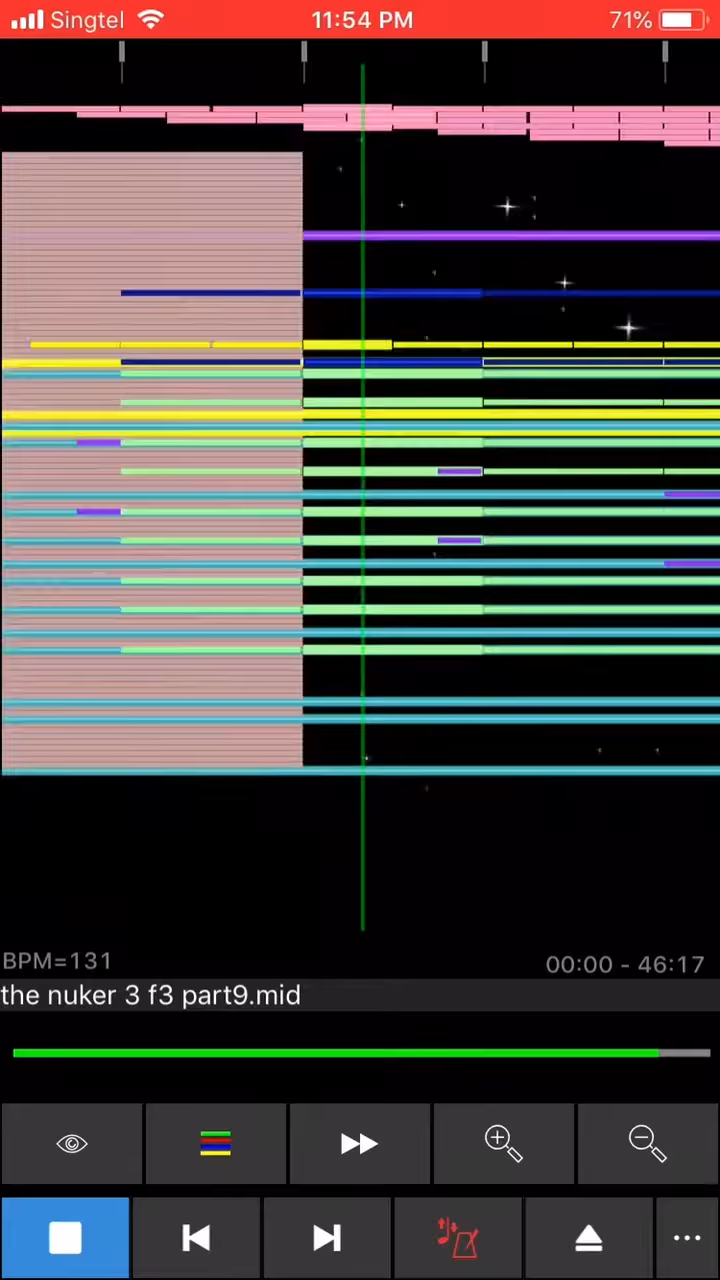 Singtel 11:54 PM 71%
BPM=131 00:00 - 46:17
the nuker 3 f3 part9.mid